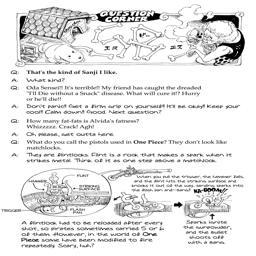 QUESTION CORNER
Q: That's the kind of Sanji I like.
A: What kind?
Q: Oda Sensei!! It's terrible!! My friend has caught the dreaded
"I'll Die without a Snack" disease. What will cure it!? Hurry
or he'll die!!
A: Don't panic!! Get a firm grip on yourself!! It'll be okay! Keep your
cool! Calm down!! Good. Next question?
Q: How many fat-fats is Alvida's fatness?
Whizzzzz. Crack! Agh!
A: Oh, please, get outta here.
Q: What do you call the pistols used in One Piece? They don't look like
matchlocks.
A: They are flintlocks. Flint is a rock that makes a spark when it
strikes metal. Think of it as one step above a matchlock.
FLINT
STRIKING
SURFACE
TRIGGER
FLASH
PAN
When you pull the trigger, the hammer falls,
and the flint hits the striking surface and
knocks it out of the way, sending sparks into
the flash pan and--bang!
Sparks ignite
the gunpowder,
and the bullet
shoots off
with a bang.
A flintlock had to be reloaded after every
shot, so pirates sometimes carried 5 or 6
of them. However, in the world of One
Piece some have been modified to fire
repeatedly. Scary, huh?